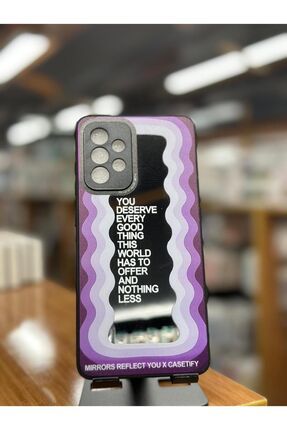 YOU
DESERVE
EVERY
GOOD
THING
THIS
WORLD
HAS TO
OFFER
AND
NOTHING
LESS
MIRRORS REFLECT YOU X CASETiFY